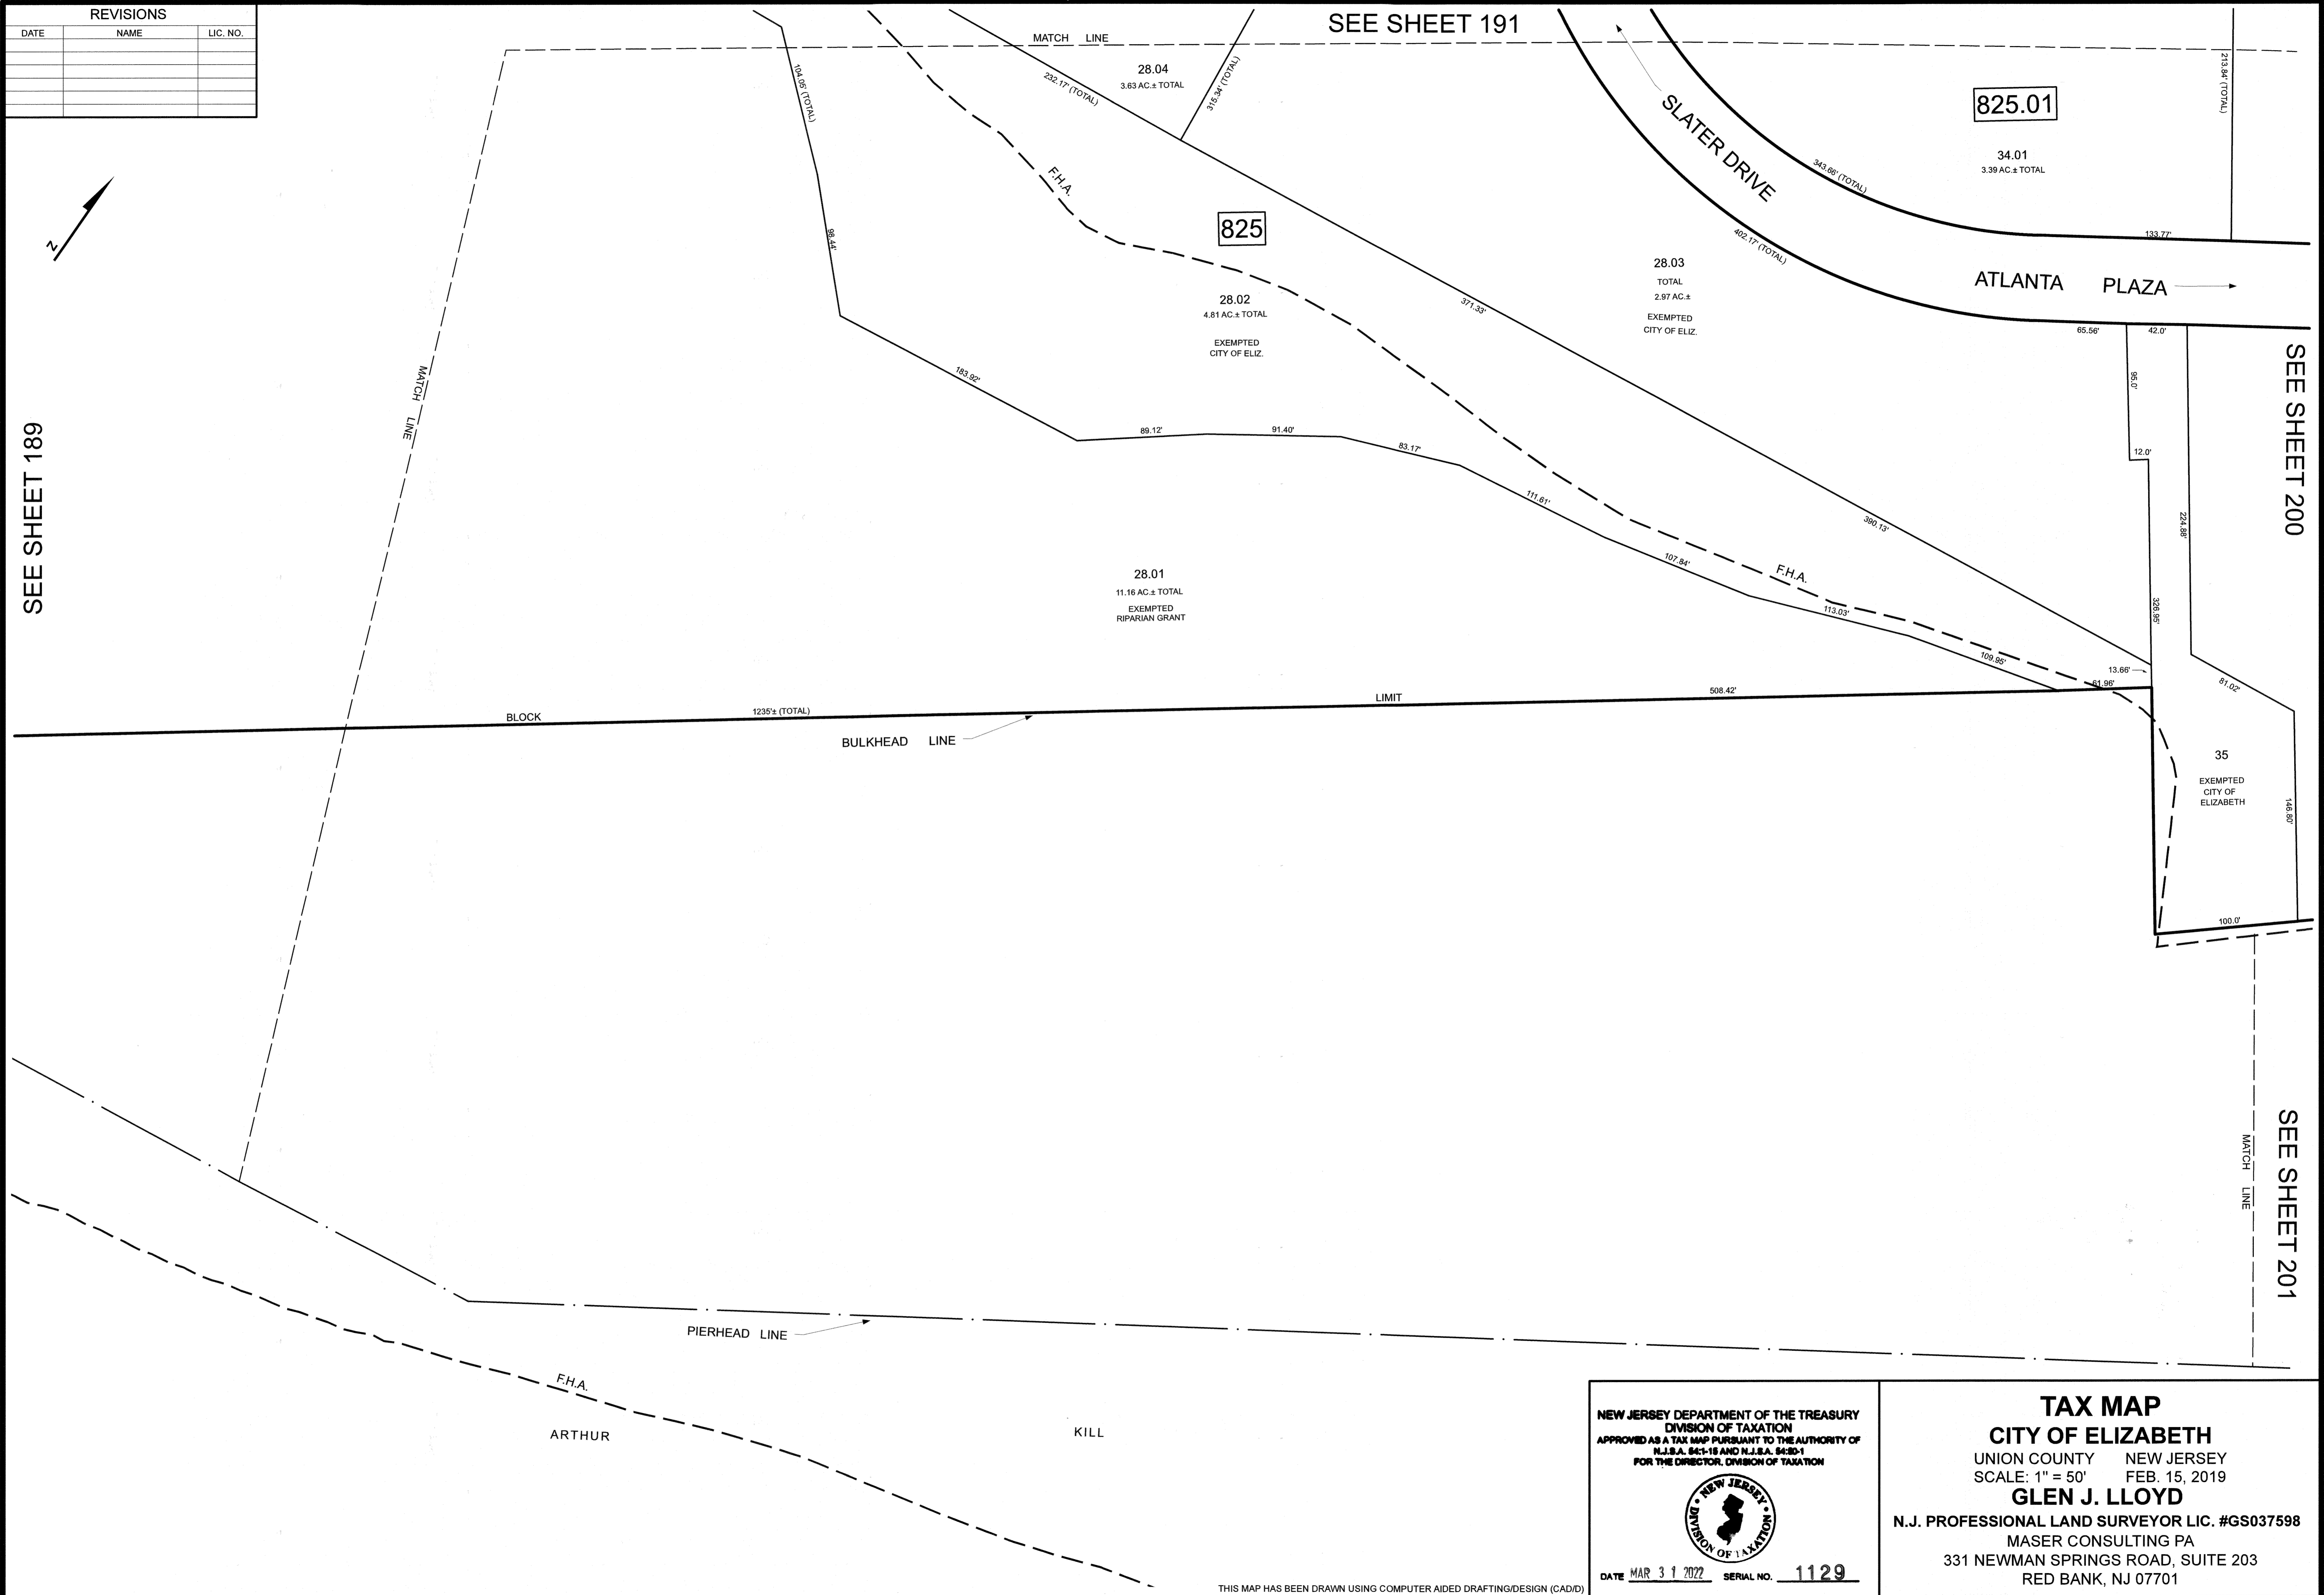 REVISIONS
DATE NAME LIC. NO.
SEE SHEET 191
MATCH LINE
28.04
3.63 AC.± TOTAL
232.17' (TOTAL)
315.34' (TOTAL)
104.05' (TOTAL)
98.44'
SLATER DRIVE
825.01
34.01
3.39 AC.± TOTAL
213.84' (TOTAL)
343.66' (TOTAL)
402.17' (TOTAL)
133.77'
ATLANTA PLAZA
65.56'
42.0'
N
F.H.A.
825
28.02
4.81 AC.± TOTAL
EXEMPTED
CITY OF ELIZ.
28.03
TOTAL
2.97 AC.±
EXEMPTED
CITY OF ELIZ.
371.33'
183.92'
89.12'
91.40'
83.17'
111.61'
107.84'
113.03'
109.95'
390.13'
F.H.A.
95.0'
12.0'
224.88'
326.95'
13.66'
61.96'
81.02'
SEE SHEET 200
SEE SHEET 189
MATCH LINE
28.01
11.16 AC.± TOTAL
EXEMPTED
RIPARIAN GRANT
BLOCK
1235'± (TOTAL)
LIMIT
508.42'
BULKHEAD LINE
35
EXEMPTED
CITY OF
ELIZABETH
146.80'
100.0'
MATCH LINE
SEE SHEET 201
PIERHEAD LINE
F.H.A.
ARTHUR KILL
NEW JERSEY DEPARTMENT OF THE TREASURY
DIVISION OF TAXATION
APPROVED AS A TAX MAP PURSUANT TO THE AUTHORITY OF
N.J.S.A. 54:1-15 AND N.J.S.A. 54:50-1
FOR THE DIRECTOR, DIVISION OF TAXATION
NEW JERSEY
DIVISION OF TAXATION
DATE MAR 31 2022 SERIAL NO. 1129
TAX MAP
CITY OF ELIZABETH
UNION COUNTY NEW JERSEY
SCALE: 1" = 50' FEB. 15, 2019
GLEN J. LLOYD
N.J. PROFESSIONAL LAND SURVEYOR LIC. #GS037598
MASER CONSULTING PA
331 NEWMAN SPRINGS ROAD, SUITE 203
RED BANK, NJ 07701
THIS MAP HAS BEEN DRAWN USING COMPUTER AIDED DRAFTING/DESIGN (CAD/D)